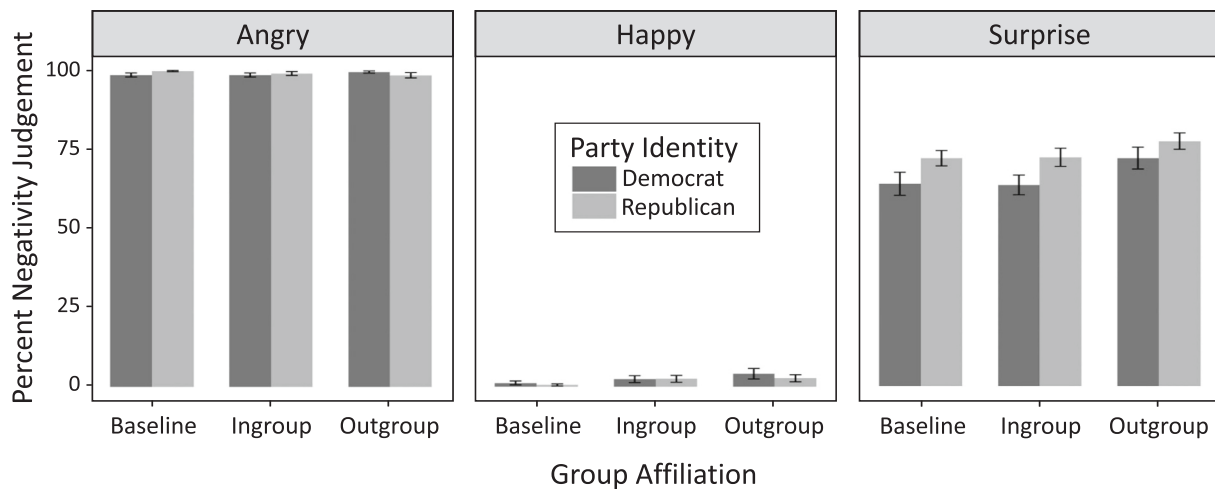 Angry
Happy
Surprise
Percent Negativity Judgement
100
75
50
25
0
Party Identity
Democrat
Republican
Baseline Ingroup Outgroup
Baseline Ingroup Outgroup
Baseline Ingroup Outgroup
Group Affiliation